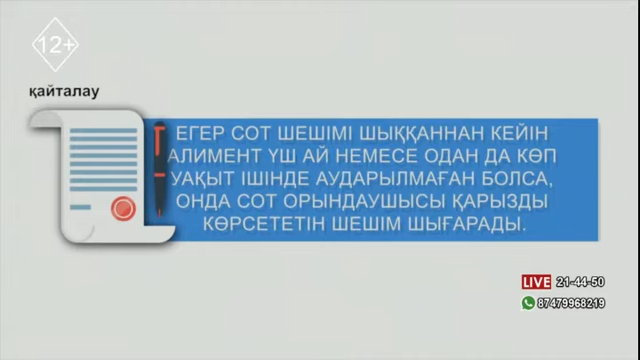 12+
қайталау
ЕГЕР СОТ ШЕШІМІ ШЫҚҚАННАН КЕЙІН
АЛИМЕНТ ҮШ АЙ НЕМЕСЕ ОДАН ДА КӨП
УАҚЫТ ІШІНДЕ АУДАРЫЛМАҒАН БОЛСА,
ОНДА СОТ ОРЫНДАУШЫСЫ ҚАРЫЗДЫ
КӨРСЕТЕТІН ШЕШІМ ШЫҒАРАДЫ.
LIVE 21-44-50
87479968219